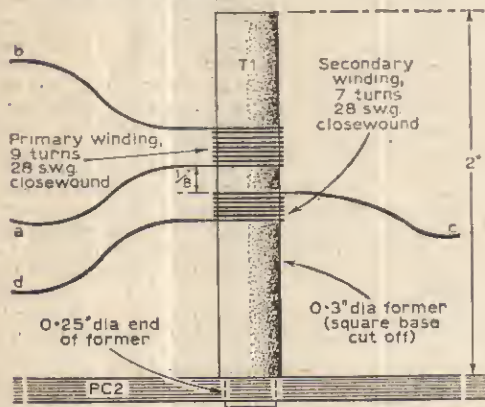 b
T1
Secondary
winding,
7 turns
28 s.w.g.
closewound
Primary winding,
9 turns
28 s.w.g.
closewound
1/8"
2"
a
c
d
0·25" dia end
of former
0·3" dia former
(square base
cut off)
PC2